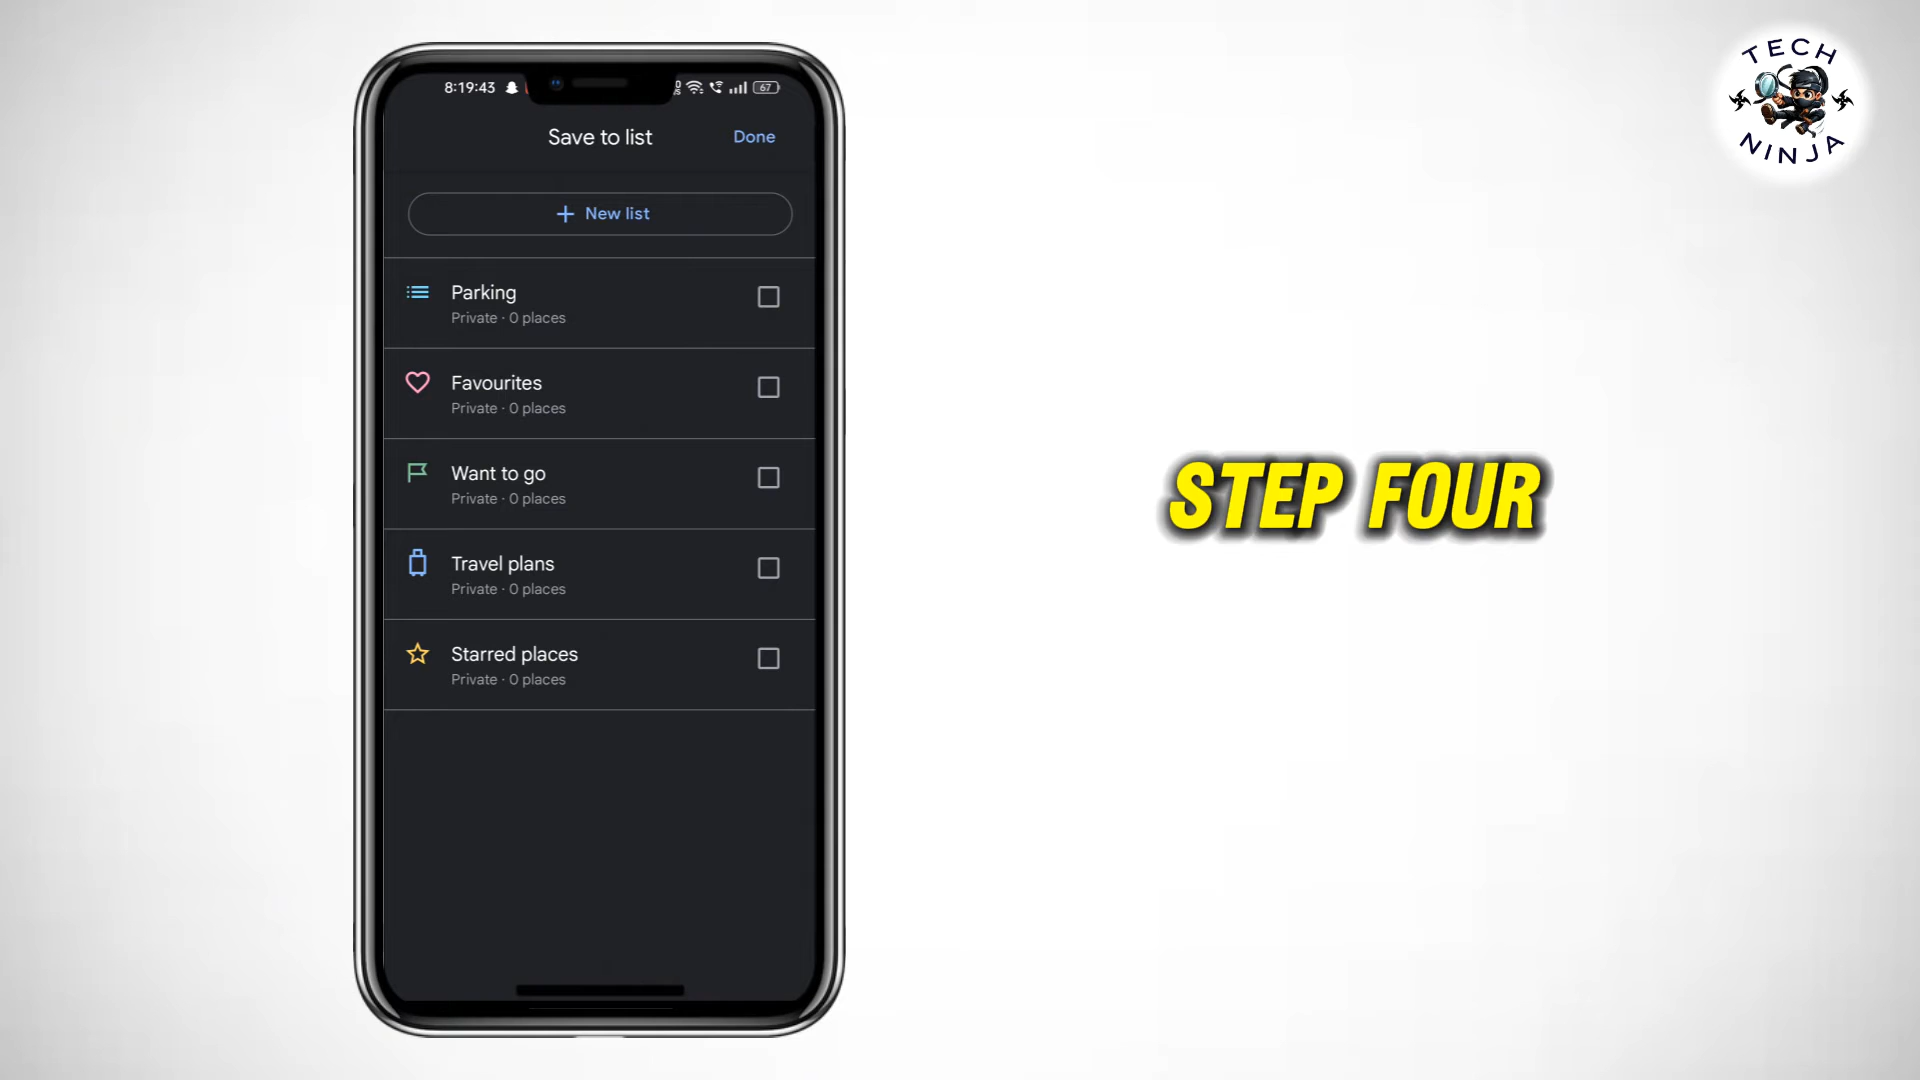 8:19:43
67
Save to list
Done
+ New list
Parking
Private · 0 places
Favourites
Private · 0 places
Want to go
Private · 0 places
Travel plans
Private · 0 places
Starred places
Private · 0 places
STEP FOUR
TECH
NINJA